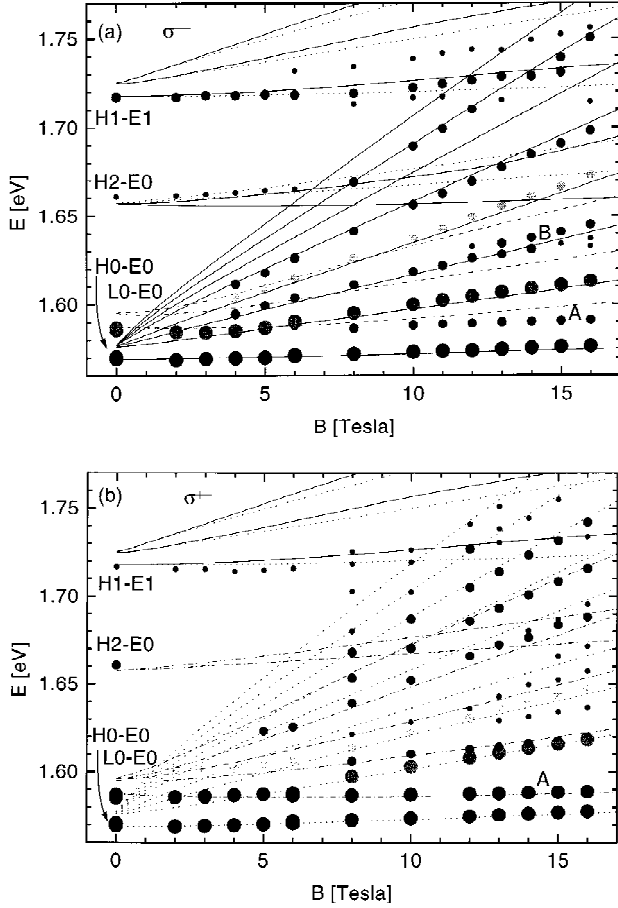 (a)
σ⁻
1.75
H1-E1
1.70
H2-E0
1.65
E [eV]
B
H0-E0
L0-E0
1.60
A
0
5
10
15
B [Tesla]
(b)
σ⁺
1.75
H1-E1
1.70
H2-E0
1.65
E [eV]
H0-E0
L0-E0
1.60
A
0
5
10
15
B [Tesla]